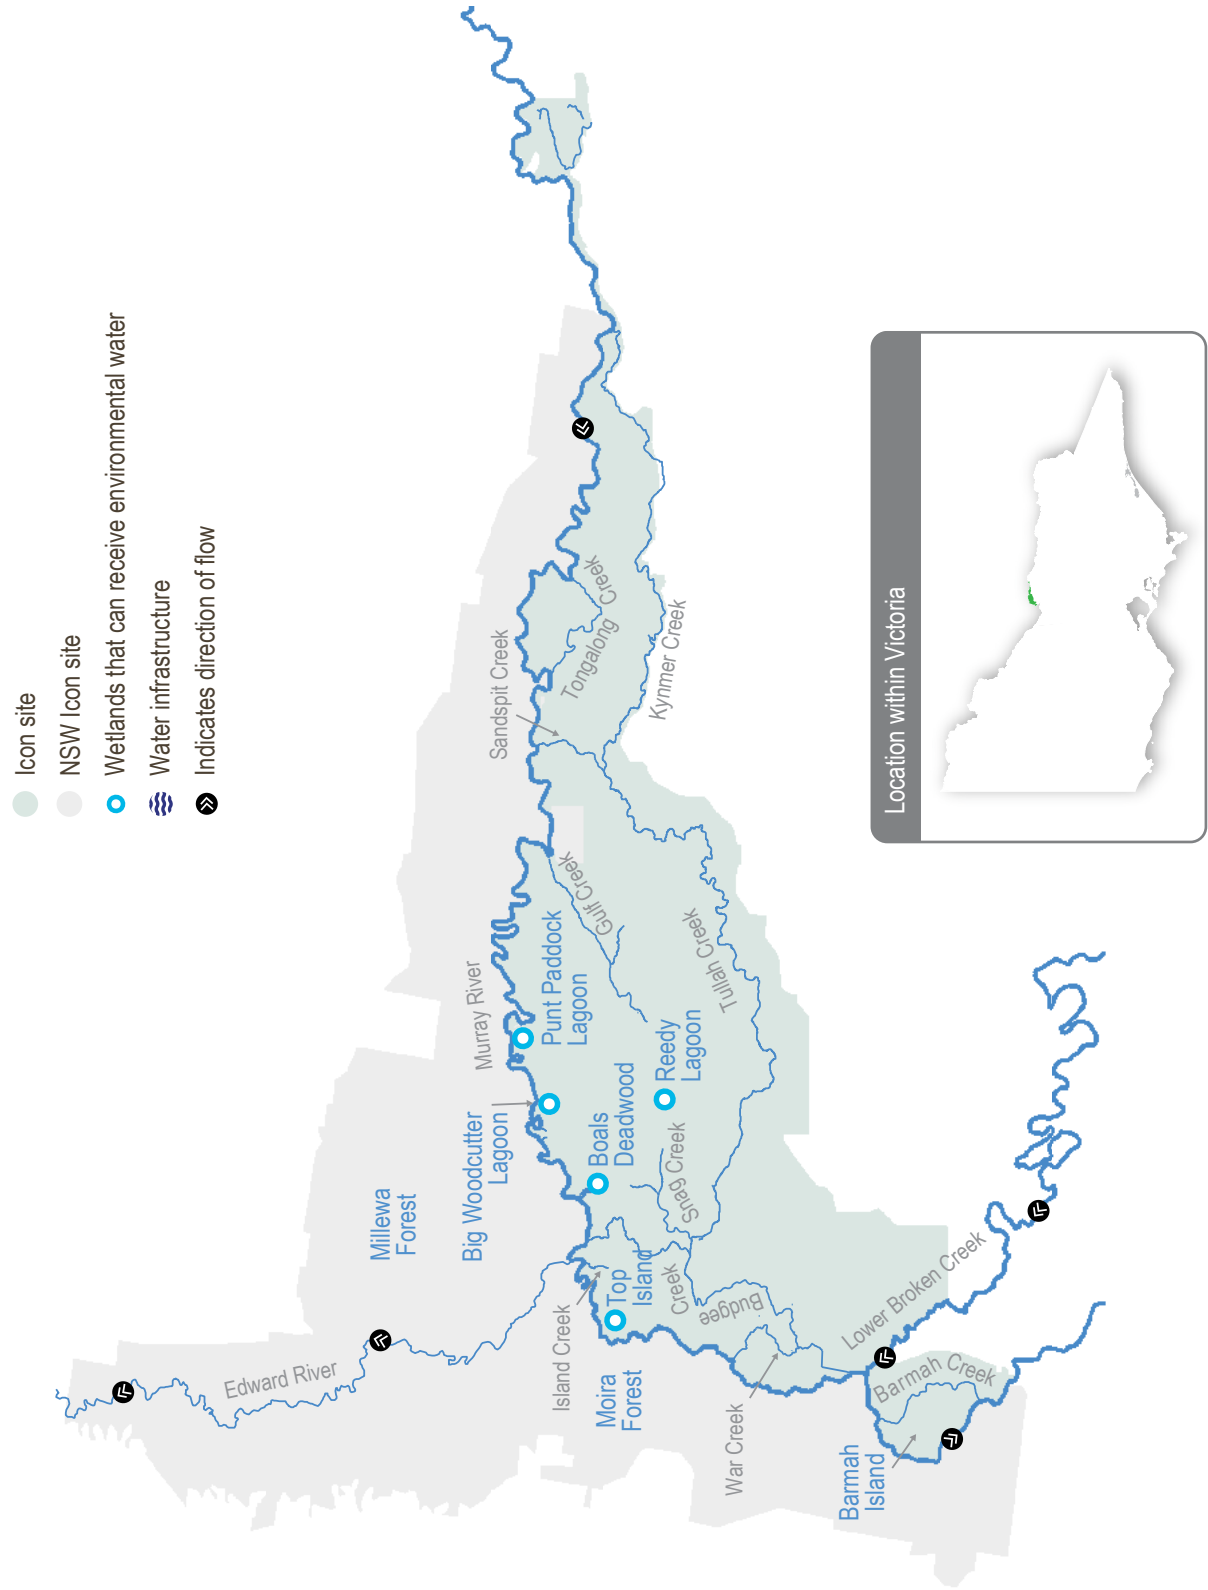 Icon site
NSW Icon site
Wetlands that can receive environmental water
Water infrastructure
Indicates direction of flow
Edward River
Millewa
Forest
Murray River
Big Woodcutter
Lagoon
Punt Paddock
Lagoon
Sandspit Creek
Tongalong
Creek
Kynmer Creek
Gulf Creek
Tullah Creek
Boals
Deadwood
Reedy
Lagoon
Snag Creek
Island Creek
Top
Island
Moira
Forest
Budgee
Creek
War Creek
Lower Broken Creek
Barmah Creek
Barmah
Island
Location within Victoria